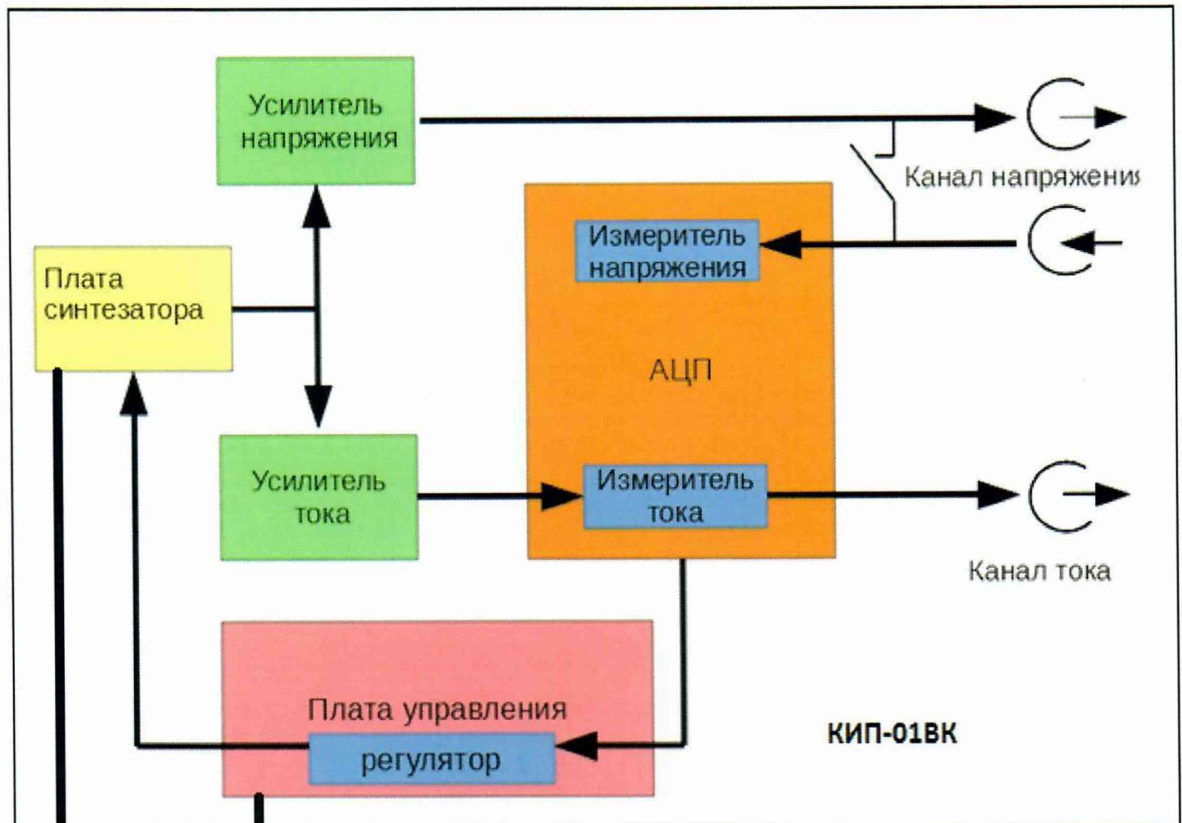 Усилитель
напряжения
Канал напряжения
Измеритель
напряжения
Плата
синтезатора
АЦП
Усилитель
тока
Измеритель
тока
Канал тока
Плата управления
регулятор
КИП-01ВК